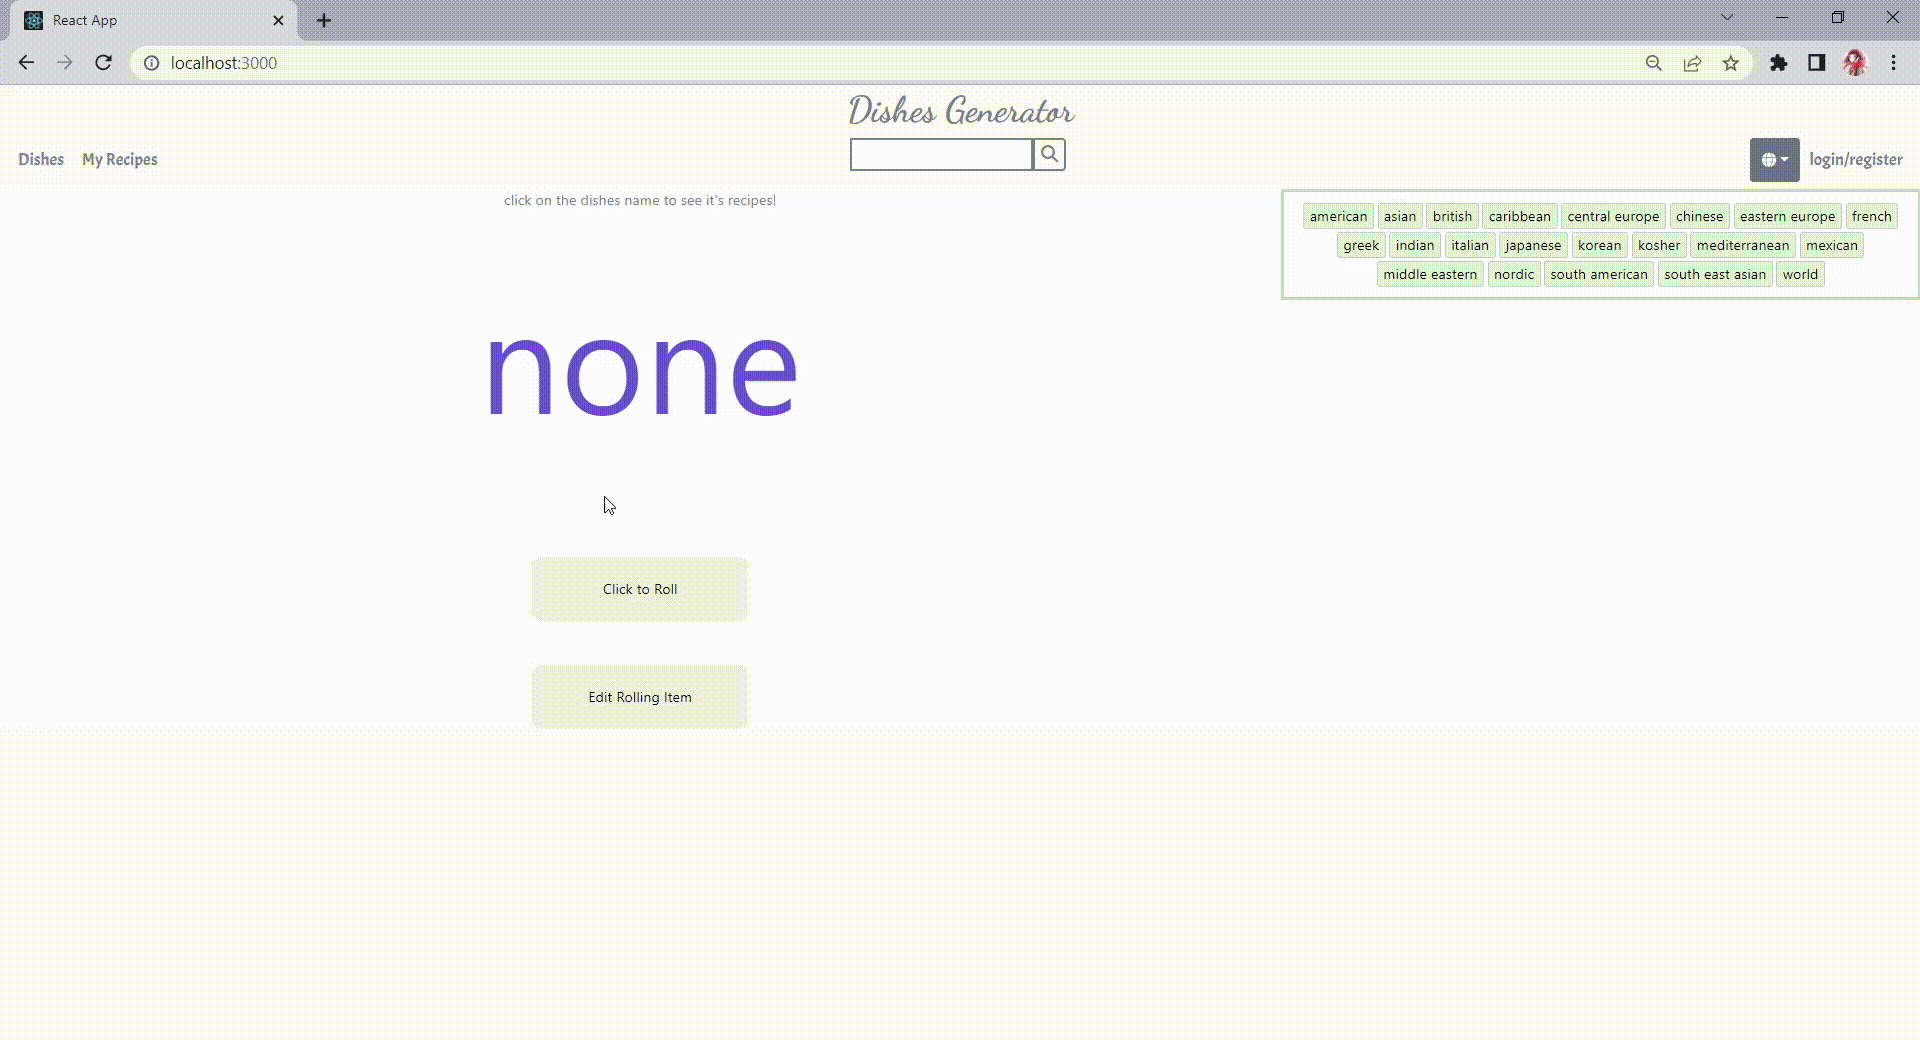 React App
localhost:3000
Dishes Generator
Dishes My Recipes
login/register
click on the dishes name to see it's recipes!
american asian british caribbean central europe chinese eastern europe french
greek indian italian japanese korean kosher mediterranean mexican
middle eastern nordic south american south east asian world
none
Click to Roll
Edit Rolling Item